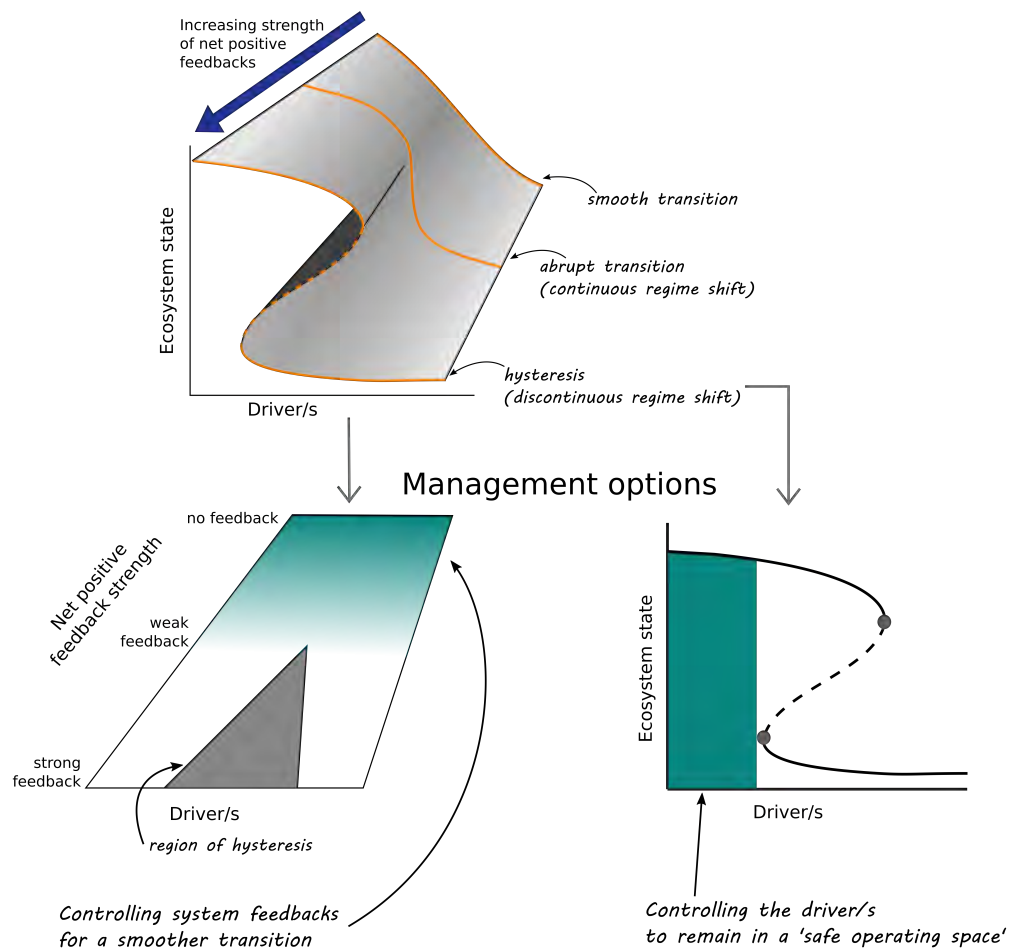 Increasing strength
of net positive
feedbacks
Ecosystem state
Driver/s
smooth transition
abrupt transition
(continuous regime shift)
hysteresis
(discontinuous regime shift)
Management options
Net positive
feedback strength
no feedback
weak
feedback
strong
feedback
Driver/s
region of hysteresis
Controlling system feedbacks
for a smoother transition
Ecosystem state
Driver/s
Controlling the driver/s
to remain in a 'safe operating space'